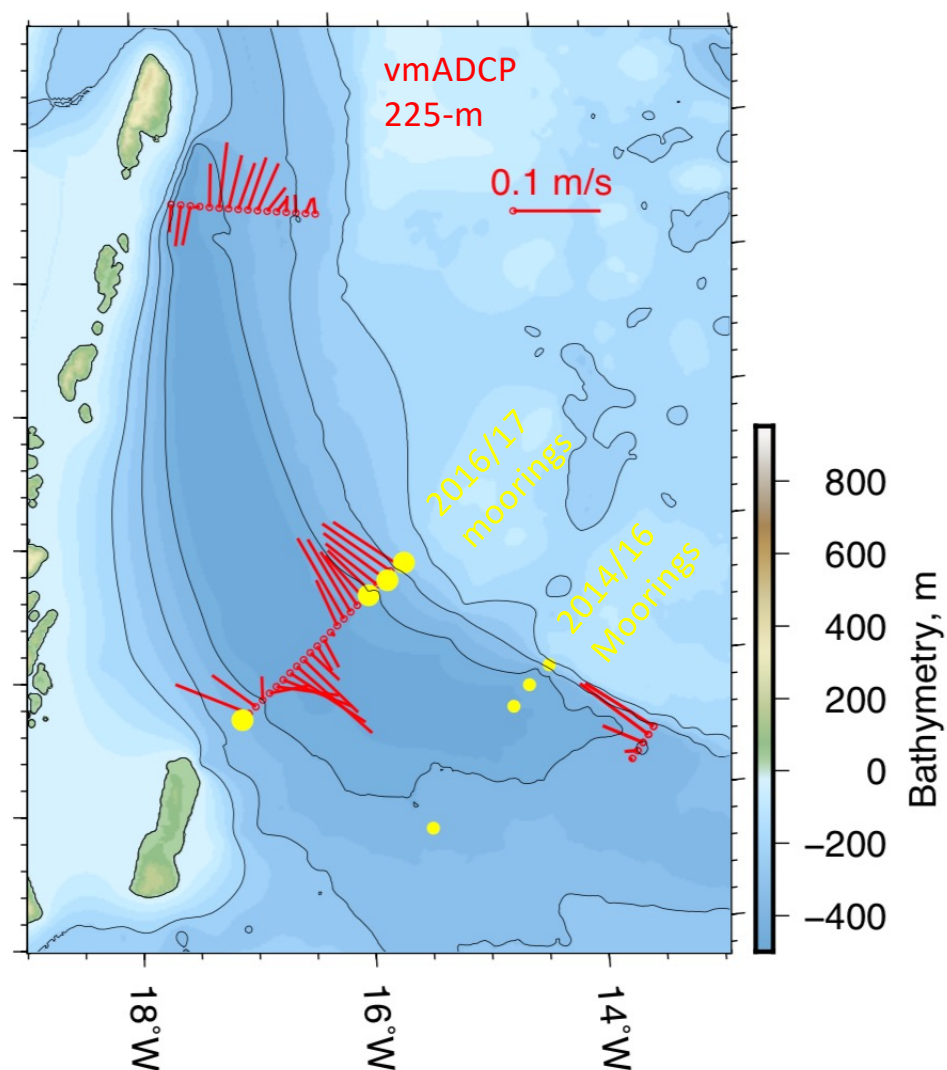 vmADCP
225-m
0.1 m/s
2016/17
moorings
2014/16
Moorings
800
600
400
200
0
−200
−400
Bathymetry, m
18°W
16°W
14°W